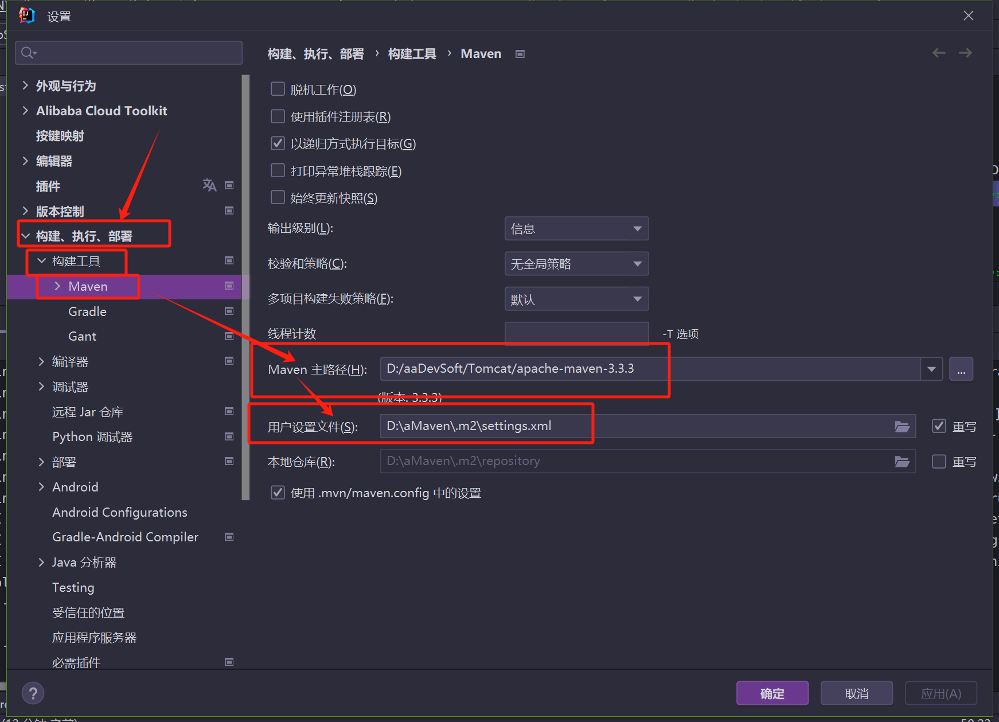 设置
构建、执行、部署 › 构建工具 › Maven
外观与行为
Alibaba Cloud Toolkit
按键映射
编辑器
插件
版本控制
构建、执行、部署
构建工具
Maven
Gradle
Gant
编译器
调试器
远程 Jar 仓库
Python 调试器
部署
Android
Android Configurations
Gradle-Android Compiler
Java 分析器
Testing
受信任的位置
应用程序服务器
必需插件
脱机工作(O)
使用插件注册表(R)
以递归方式执行目标(G)
打印异常堆栈跟踪(E)
始终更新快照(S)
输出级别(L): 信息
校验和策略(C): 无全局策略
多项目构建失败策略(F): 默认
线程计数 -T 选项
Maven 主路径(H): D:/aaDevSoft/Tomcat/apache-maven-3.3.3 ...
(版本: 3.3.3)
用户设置文件(S): D:\aMaven\.m2\settings.xml 重写
本地仓库(R): D:\aMaven\.m2\repository 重写
使用 .mvn/maven.config 中的设置
? 确定 取消 应用(A)